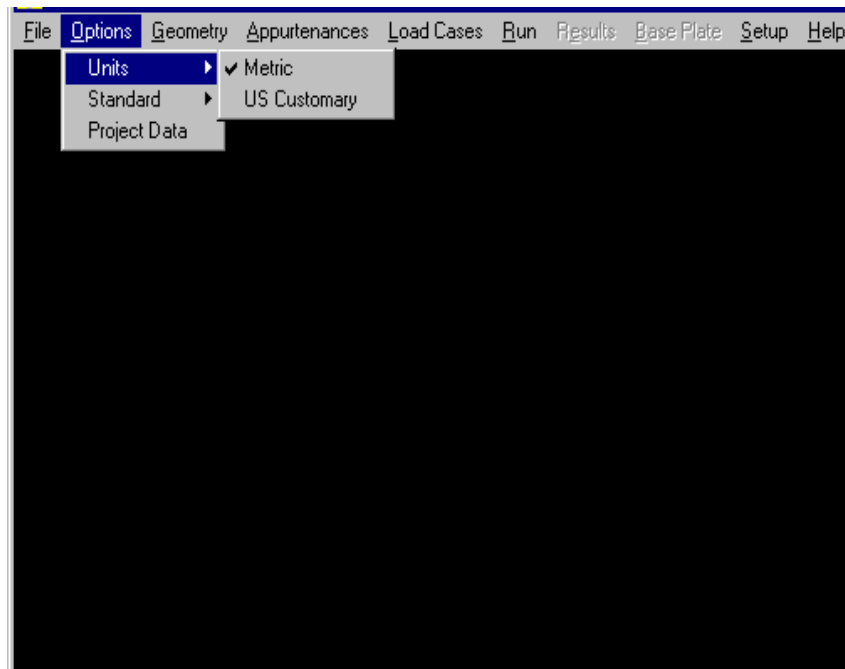 File Options Geometry Appurtenances Load Cases Run Results Base Plate Setup Help
Units Metric
Standard US Customary
Project Data